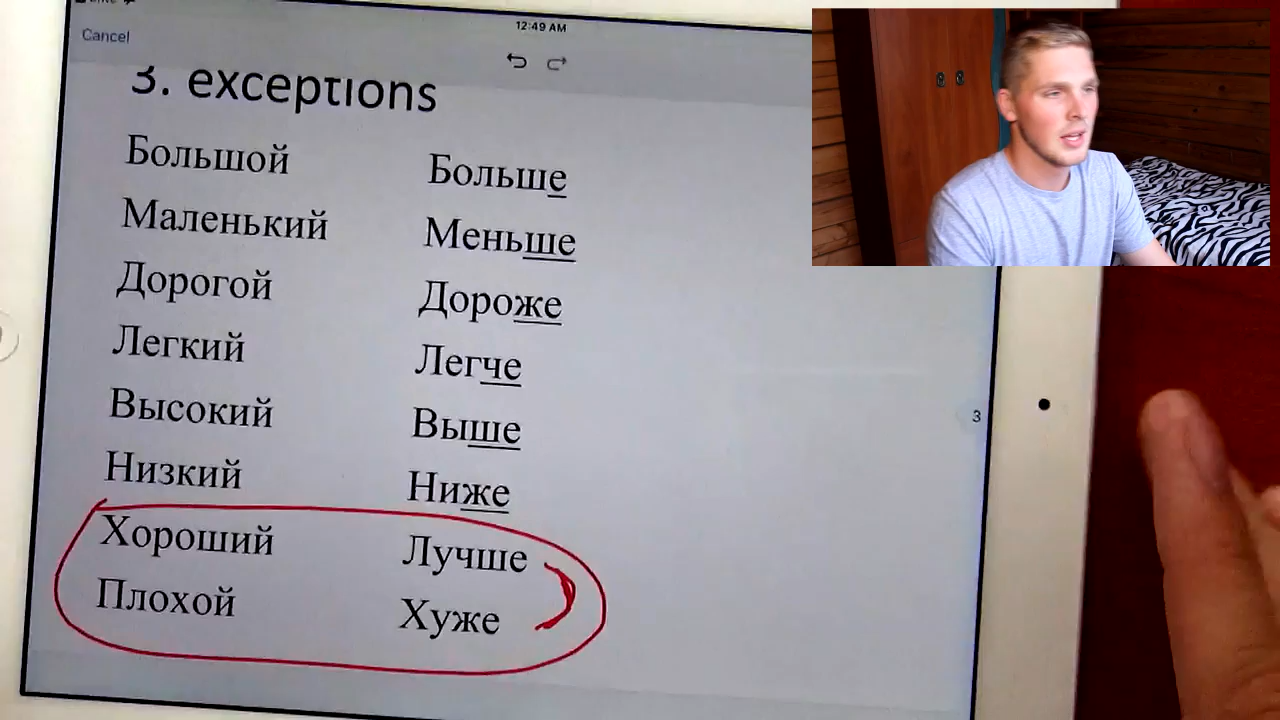 12:49 AM
Cancel
3. exceptions
Большой Больше
Маленький Меньше
Дорогой Дороже
Легкий Легче
Высокий Выше
Низкий Ниже
Хороший Лучше
Плохой Хуже
3